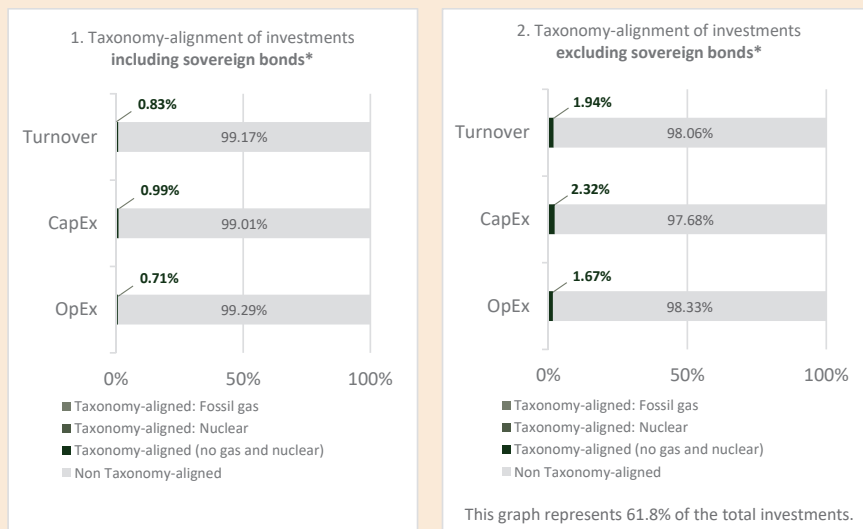 1. Taxonomy-alignment of investments
including sovereign bonds*
0.83%
Turnover
99.17%
0.99%
CapEx
99.01%
0.71%
OpEx
99.29%
0% 50% 100%
Taxonomy-aligned: Fossil gas
Taxonomy-aligned: Nuclear
Taxonomy-aligned (no gas and nuclear)
Non Taxonomy-aligned
2. Taxonomy-alignment of investments
excluding sovereign bonds*
1.94%
Turnover
98.06%
2.32%
CapEx
97.68%
1.67%
OpEx
98.33%
0% 50% 100%
Taxonomy-aligned: Fossil gas
Taxonomy-aligned: Nuclear
Taxonomy-aligned (no gas and nuclear)
Non Taxonomy-aligned
This graph represents 61.8% of the total investments.